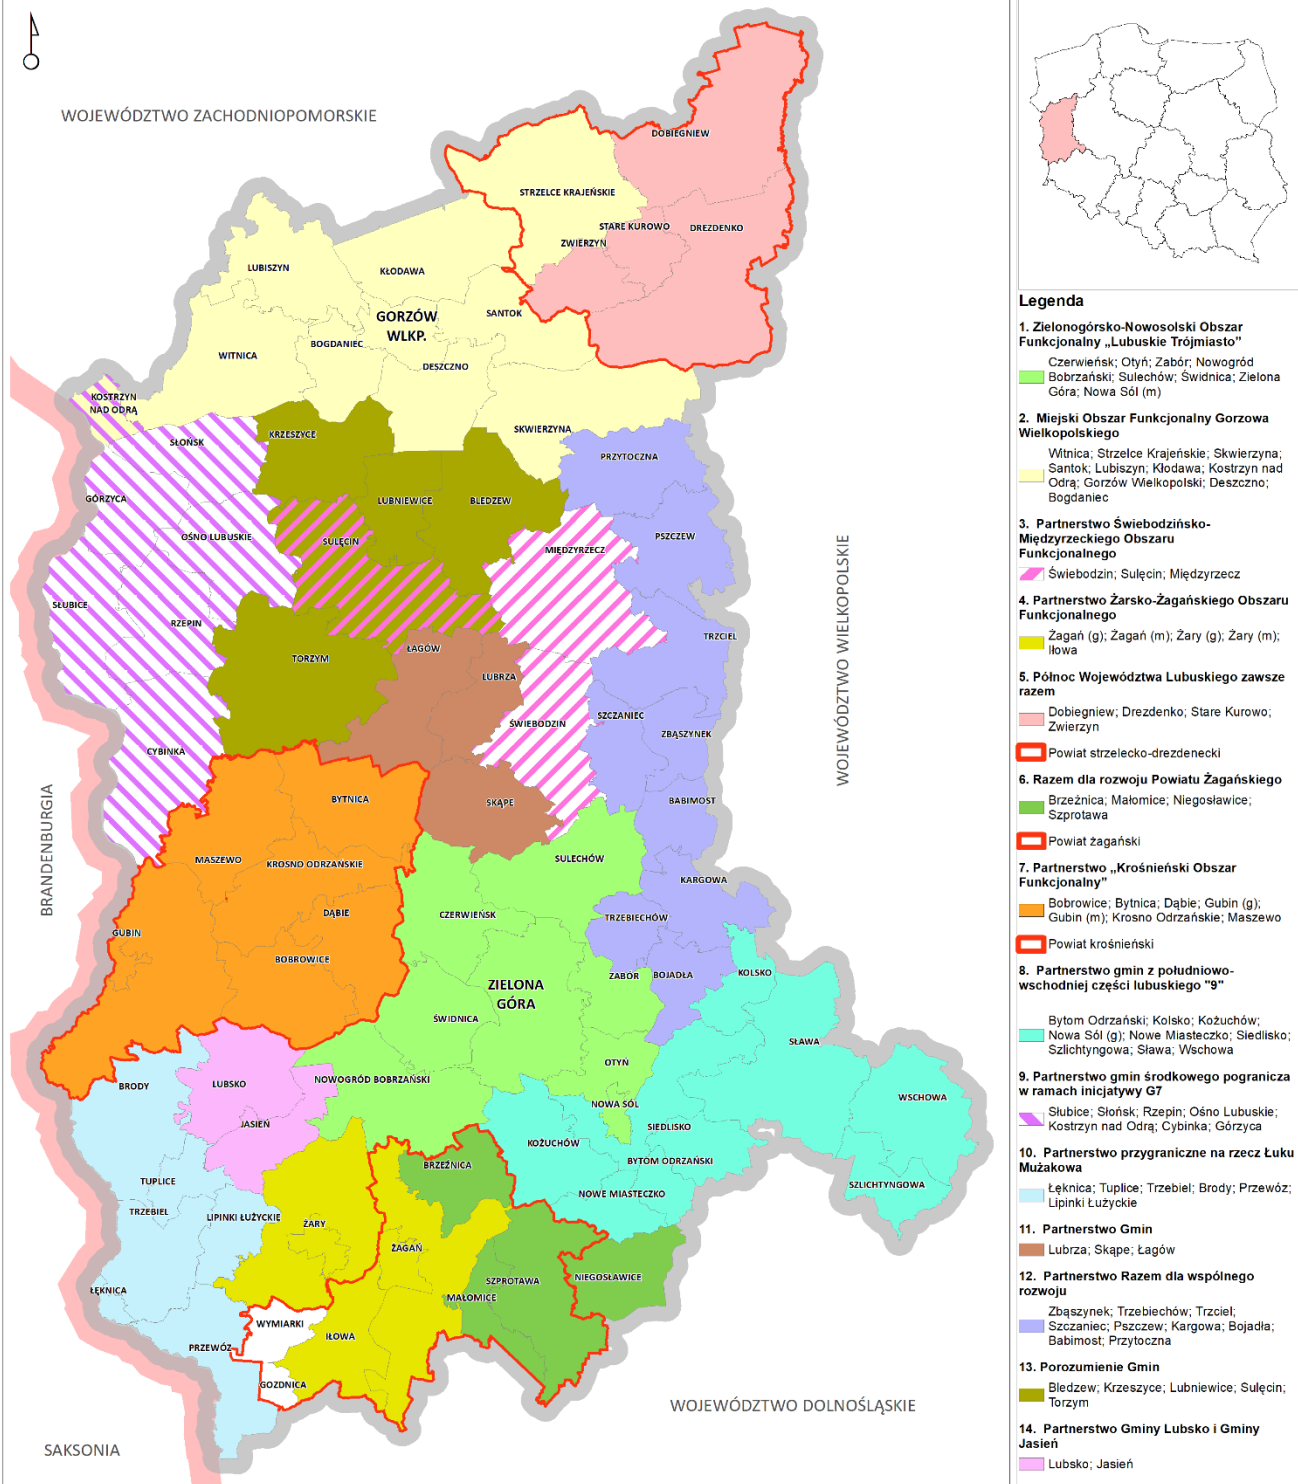 WOJEWÓDZTWO ZACHODNIOPOMORSKIE
DOBIEGNIEW
STRZELCE KRAJEŃSKIE
STARE KUROWO
DREZDENKO
ZWIERZYN
LUBISZYN
KŁODAWA
SANTOK
GORZÓW
WLKP.
BOGDANIEC
WITNICA
DESZCZNO
KOSTRZYN
NAD ODRĄ
SKWIERZYNA
KRZESZYCE
SŁOŃSK
PRZYTOCZNA
GÓRZYCA
LUBNIEWICE
BLEDZEW
OŚNO LUBUSKIE
SULĘCIN
MIĘDZYRZECZ
PSZCZEW
SŁUBICE
RZEPIN
TRZCIEL
ŁAGÓW
TORZYM
LUBRZA
ŚWIEBODZIN
SZCZANIEC
ZBĄSZYNEK
CYBINKA
BYTNICA
SKĄPE
BABIMOST
MASZEWO
KROSNO ODRZAŃSKIE
SULECHÓW
KARGOWA
DĄBIE
CZERWIEŃSK
TRZEBIECHÓW
GUBIN
BOBROWICE
ZABÓR
BOJADŁA
KOLSKO
ZIELONA
GÓRA
ŚWIDNICA
SŁAWA
OTYŃ
BRODY
LUBSKO
NOWOGRÓD BOBRZAŃSKI
NOWA SÓL
WSCHOWA
JASIEŃ
SIEDLISKO
KOŻUCHÓW
BYTOM ODRZAŃSKI
BRZEŹNICA
TUPLICE
NOWE MIASTECZKO
SZLICHTYNGOWA
TRZEBIEL
LIPINKI ŁUŻYCKIE
ŻARY
ŻAGAŃ
SZPROTAWA
NIEGOSŁAWICE
ŁĘKNICA
MAŁOMICE
WYMIARKI
IŁOWA
PRZEWÓZ
GOZDNICA
WOJEWÓDZTWO WIELKOPOLSKIE
BRANDENBURGIA
WOJEWÓDZTWO DOLNOŚLĄSKIE
SAKSONIA
Legenda
1. Zielonogórsko-Nowosolski Obszar
Funkcjonalny „Lubuskie Trójmiasto”
Czerwieńsk; Otyń; Zabór; Nowogród
Bobrzański; Sulechów; Świdnica; Zielona
Góra; Nowa Sól (m)
2. Miejski Obszar Funkcjonalny Gorzowa
Wielkopolskiego
Witnica; Strzelce Krajeńskie; Skwierzyna;
Santok; Lubiszyn; Kłodawa; Kostrzyn nad
Odrą; Gorzów Wielkopolski; Deszczno;
Bogdaniec
3. Partnerstwo Świebodzińsko-
Międzyrzeckiego Obszaru
Funkcjonalnego
Świebodzin; Sulęcin; Międzyrzecz
4. Partnerstwo Żarsko-Żagańskiego Obszaru
Funkcjonalnego
Żagań (g); Żagań (m); Żary (g); Żary (m);
Iłowa
5. Północ Województwa Lubuskiego zawsze
razem
Dobiegniew; Drezdenko; Stare Kurowo;
Zwierzyn
Powiat strzelecko-drezdenecki
6. Razem dla rozwoju Powiatu Żagańskiego
Brzeźnica; Małomice; Niegosławice;
Szprotawa
Powiat żagański
7. Partnerstwo „Krośnieński Obszar
Funkcjonalny”
Bobrowice; Bytnica; Dąbie; Gubin (g);
Gubin (m); Krosno Odrzańskie; Maszewo
Powiat krośnieński
8. Partnerstwo gmin z południowo-
wschodniej części lubuskiego "9"
Bytom Odrzański; Kolsko; Kożuchów;
Nowa Sól (g); Nowe Miasteczko; Siedlisko;
Szlichtyngowa; Sława; Wschowa
9. Partnerstwo gmin środkowego pogranicza
w ramach inicjatywy G7
Słubice; Słońsk; Rzepin; Ośno Lubuskie;
Kostrzyn nad Odrą; Cybinka; Górzyca
10. Partnerstwo przygraniczne na rzecz Łuku
Mużakowa
Łęknica; Tuplice; Trzebiel; Brody; Przewóz;
Lipinki Łużyckie
11. Partnerstwo Gmin
Lubrza; Skąpe; Łagów
12. Partnerstwo Razem dla wspólnego
rozwoju
Zbąszynek; Trzebiechów; Trzciel;
Szczaniec; Pszczew; Kargowa; Bojadła;
Babimost; Przytoczna
13. Porozumienie Gmin
Bledzew; Krzeszyce; Lubniewice; Sulęcin;
Torzym
14. Partnerstwo Gminy Lubsko i Gminy
Jasień
Lubsko; Jasień